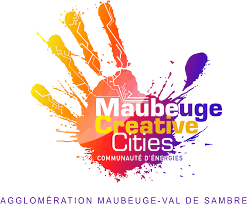 Maubeuge
Creative
Cities
COMMUNAUTÉ D'ÉNERGIES
AGGLOMÉRATION MAUBEUGE-VAL DE SAMBRE